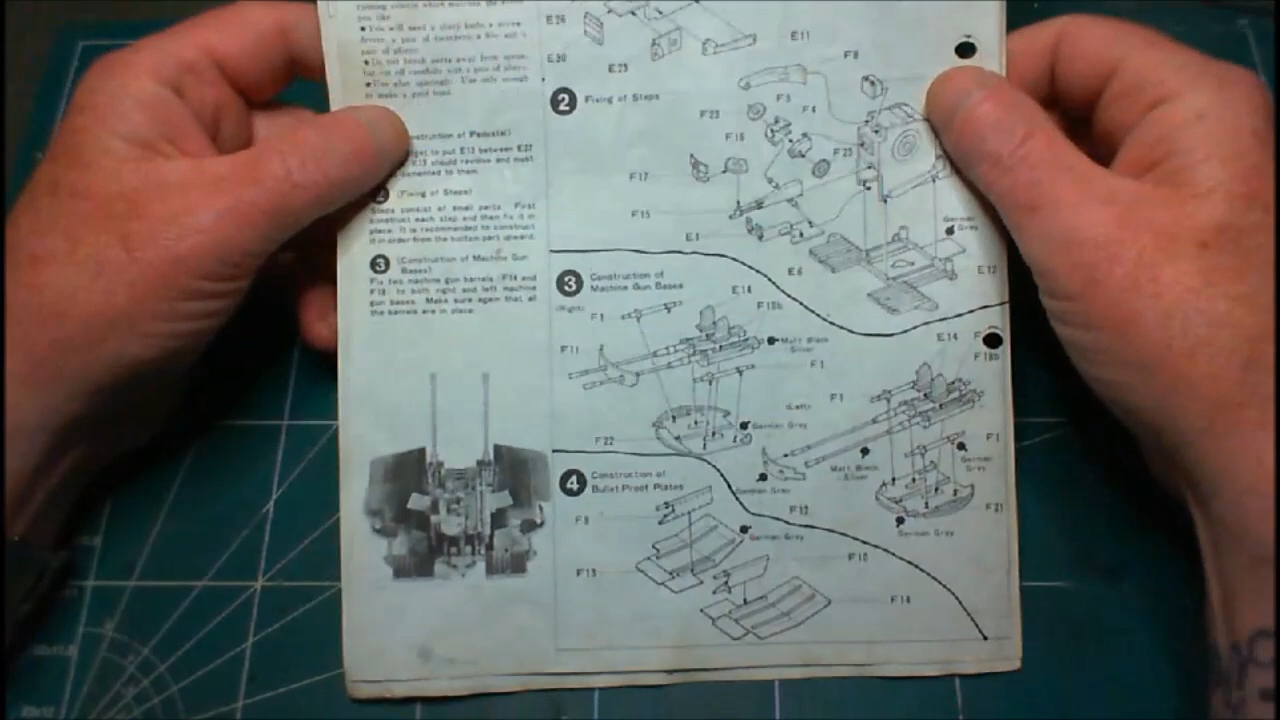 you like.
★You will need a sharp knife, a screw-
driver, a pair of tweezers, a file and a
pair of pliers.
★Do not break parts away from sprue,
but cut off carefully with a pair of pliers.
★Use glue sparingly. Use only enough
to make a good bond.
onstruction of Pedestal)
to put E13 between E27
E13 should revolve and must
cemented to them.
2 (Fixing of Steps)
Steps consist of small parts. First
construct each step and then fix it in
place. It is recommended to construct
it in order from the bottom part upward.
3 (Construction of Machine Gun
Bases)
Fix two machine gun barrels (F14 and
F19) to both right and left machine
gun bases. Make sure again that all
the barrels are in place.
E26
E30
E29
E11
2 Fixing of Steps
F8
F3
F4
F23
F16
F23
F17
F15
E1
E6
E12
German
Grey
3 Construction of
Machine Gun Bases
(Right)
F1
E14
F18b
F11
Matt Black
Silver
F1
F22
German Grey
E14
F18b
F1
(Left)
F1
German
Grey
Matt Black
Silver
German Grey
F12
F21
German Grey
4 Construction of
Bullet-Proof Plates
F9
German Grey
F13
F10
F14